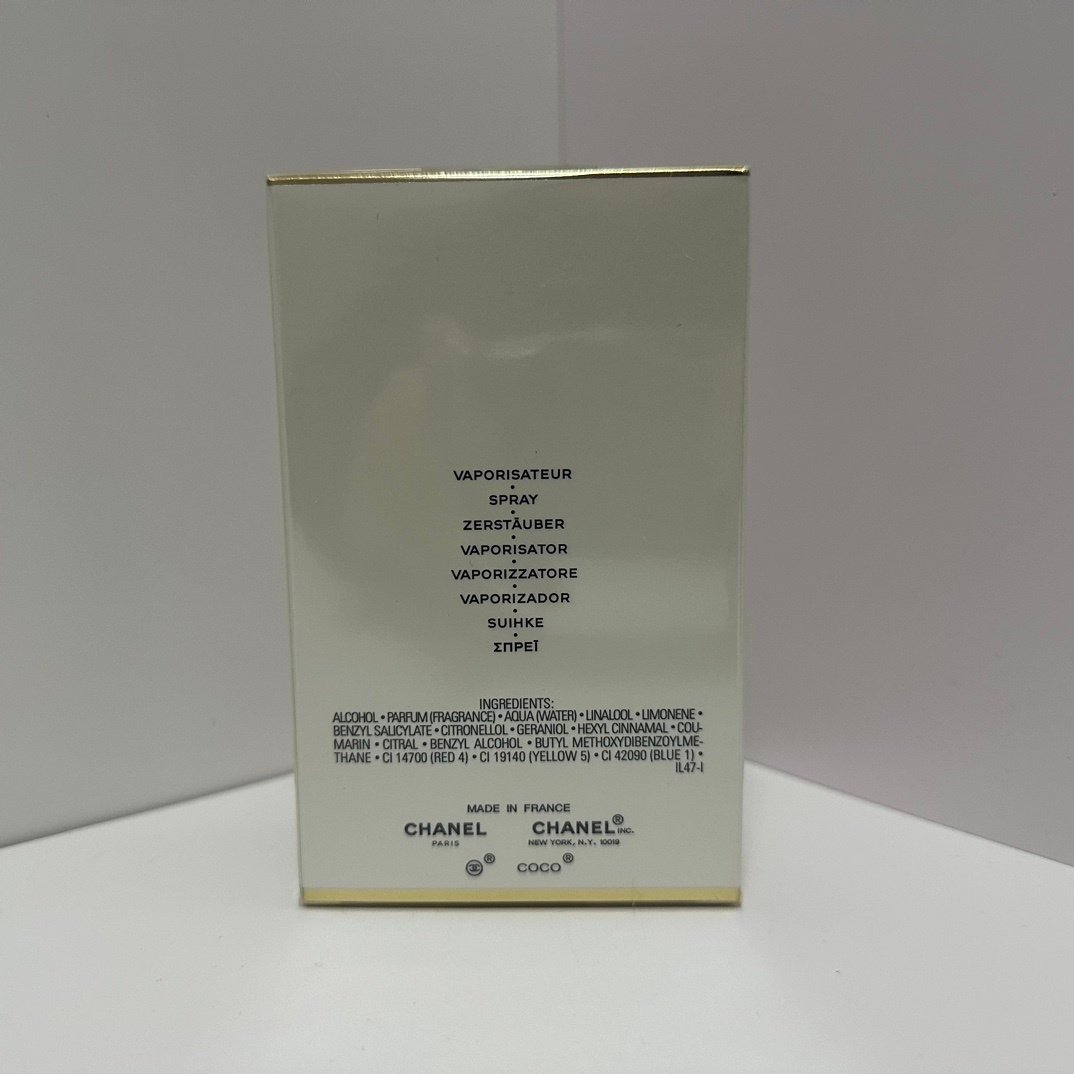 VAPORISATEUR
•
SPRAY
•
ZERSTÄUBER
•
VAPORISATOR
•
VAPORIZZATORE
•
VAPORIZADOR
•
SUIHKE
•
ΣΠΡΕΪ
INGREDIENTS:
ALCOHOL • PARFUM (FRAGRANCE) • AQUA (WATER) • LINALOOL • LIMONENE •
BENZYL SALICYLATE • CITRONELLOL • GERANIOL • HEXYL CINNAMAL • COU-
MARIN • CITRAL • BENZYL ALCOHOL • BUTYL METHOXYDIBENZOYLME-
THANE • CI 14700 (RED 4) • CI 19140 (YELLOW 5) • CI 42090 (BLUE 1) •
IL47-I
MADE IN FRANCE
CHANEL CHANEL® INC.
PARIS NEW YORK, N.Y. 10019
® COCO®